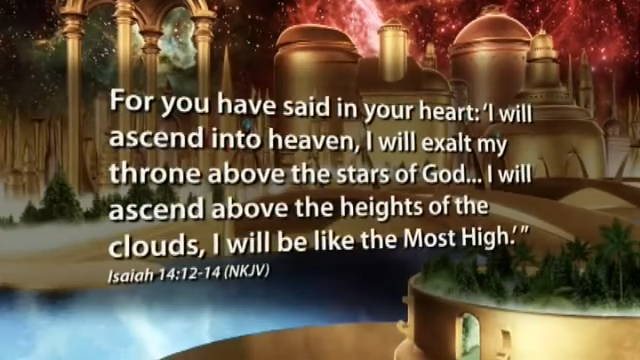 For you have said in your heart: 'I will
ascend into heaven, I will exalt my
throne above the stars of God... I will
ascend above the heights of the
clouds, I will be like the Most High.'"
Isaiah 14:12-14 (NKJV)